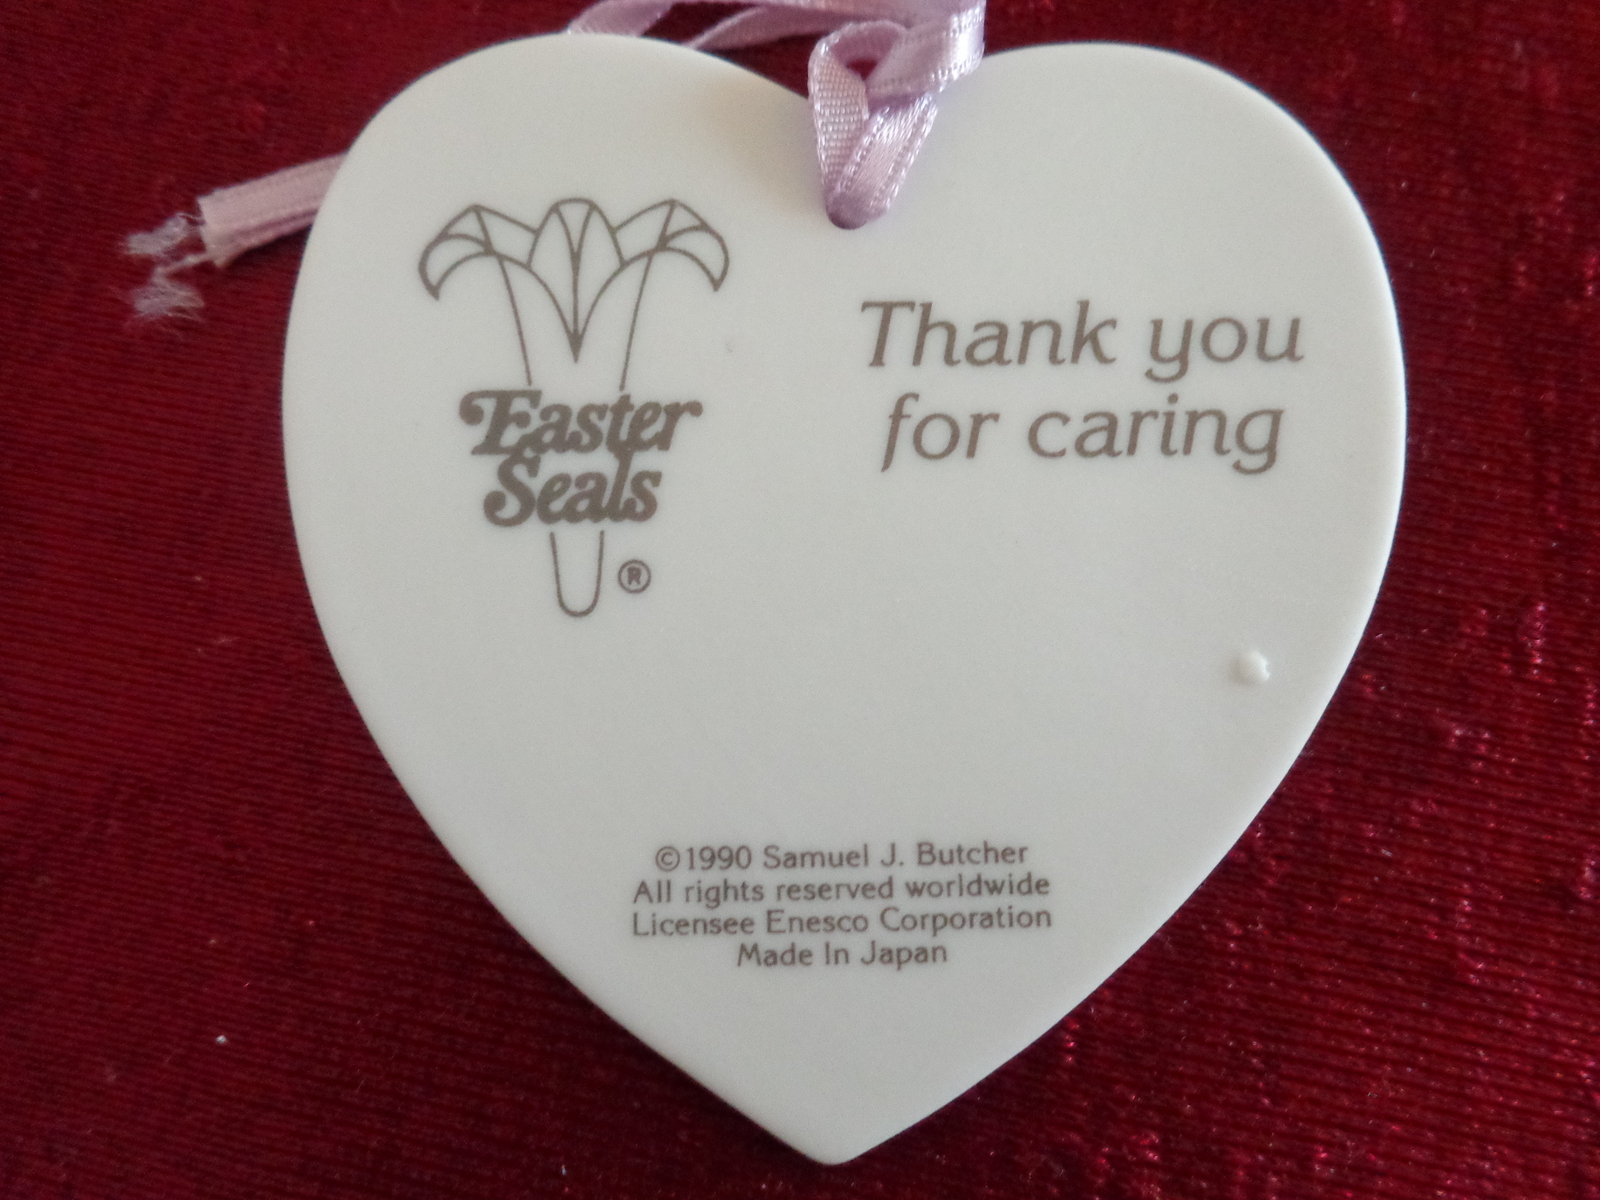 Easter
Seals
®
Thank you
for caring
©1990 Samuel J. Butcher
All rights reserved worldwide
Licensee Enesco Corporation
Made In Japan